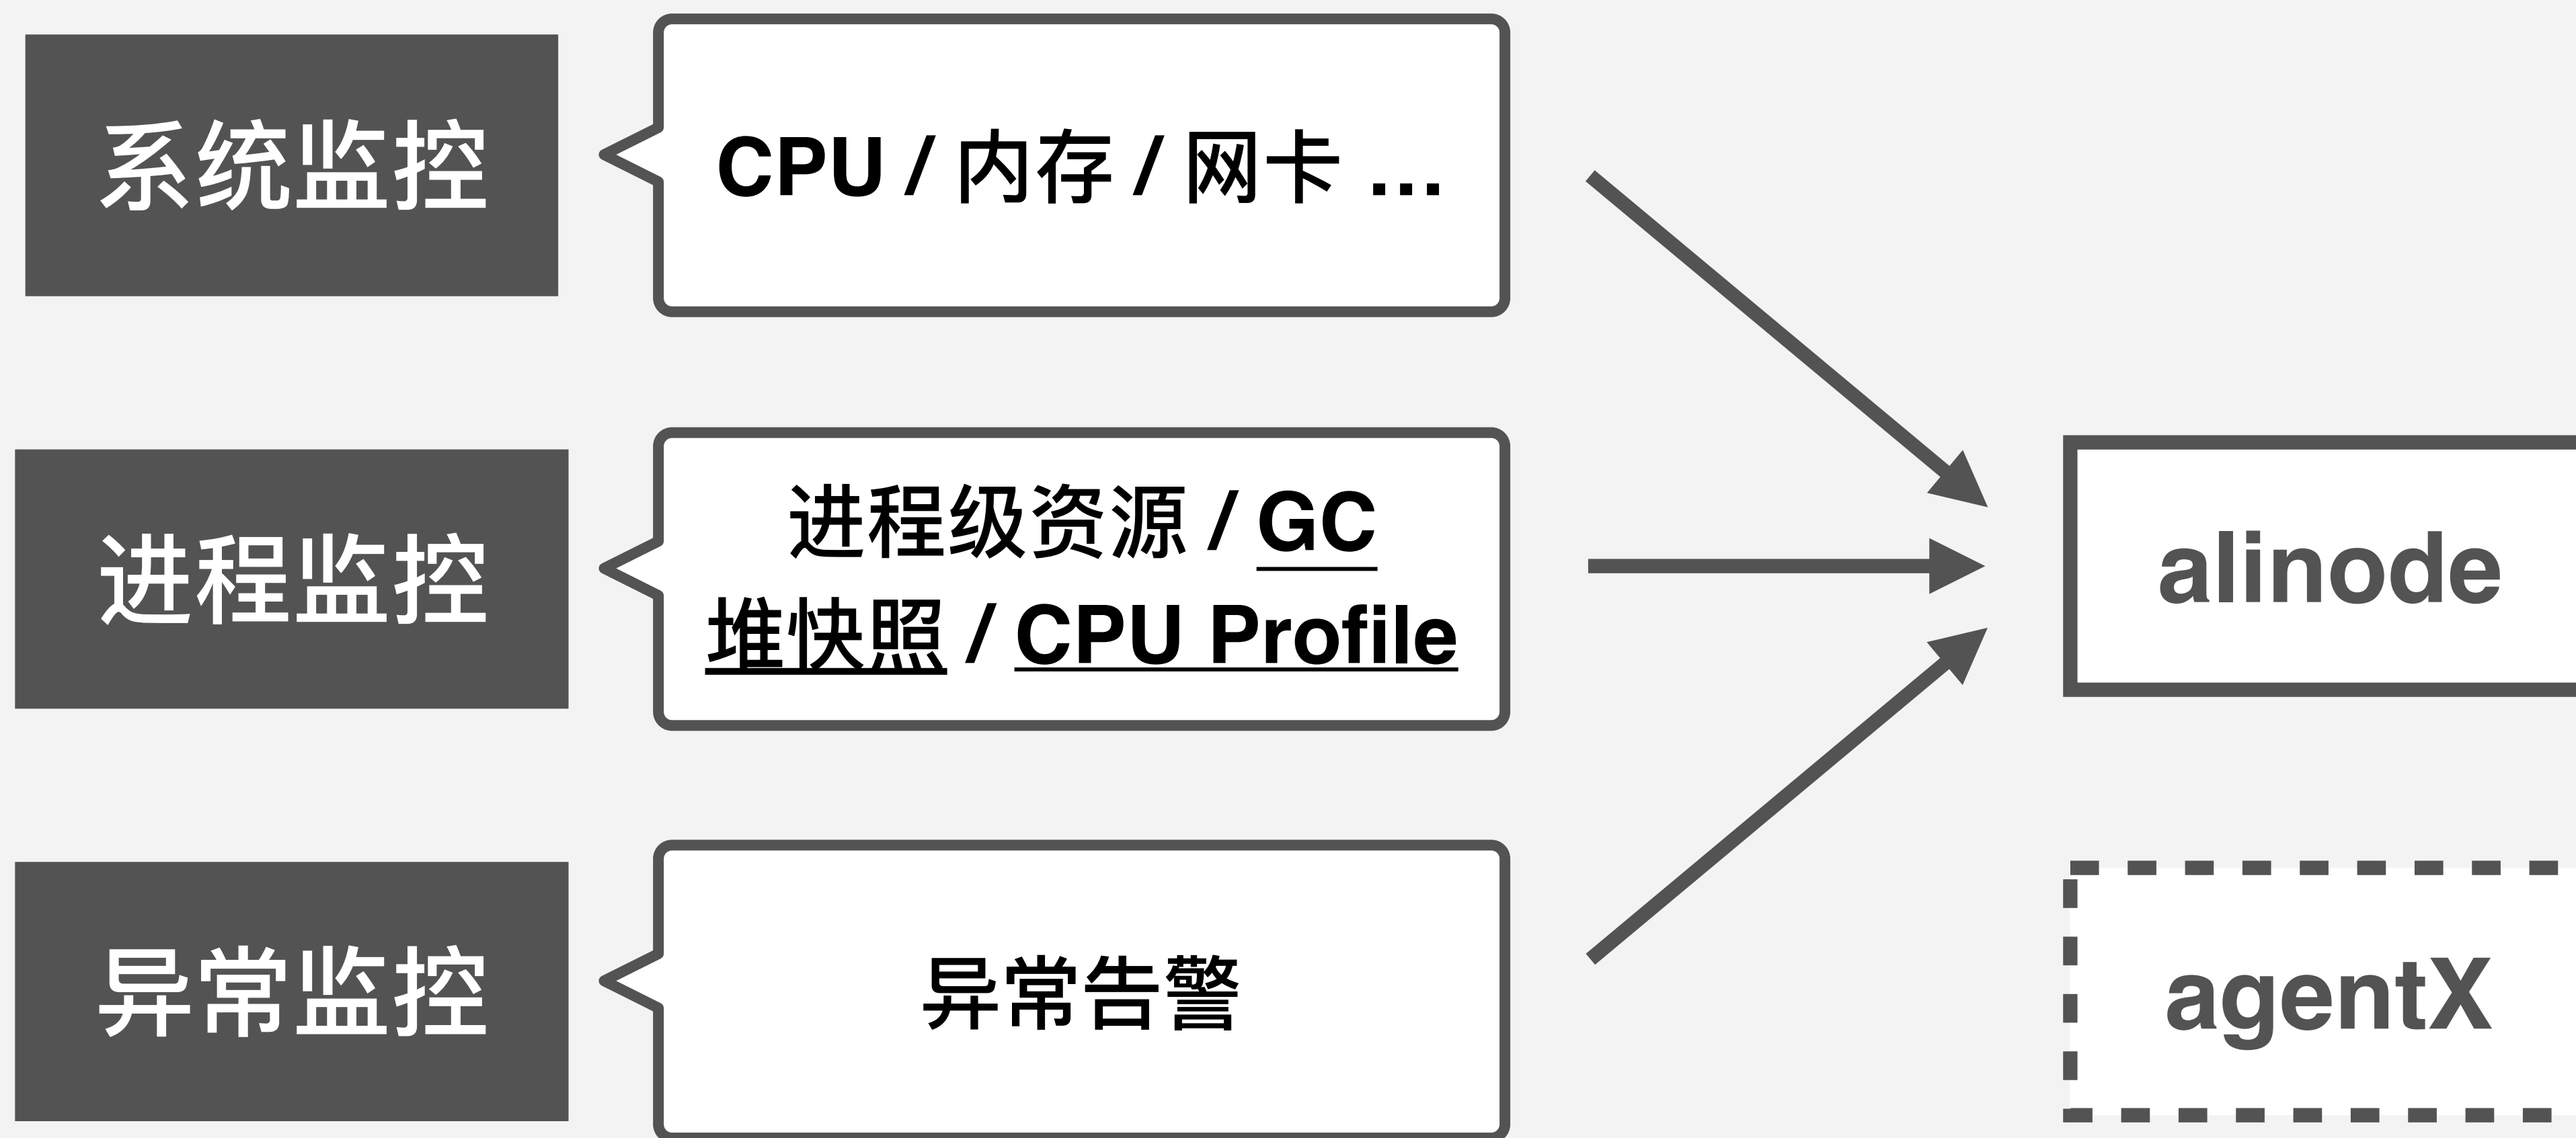 系统监控
CPU / 内存 / 网卡 ...
进程监控
进程级资源 / GC
堆快照 / CPU Profile
alinode
异常监控
异常告警
agentX